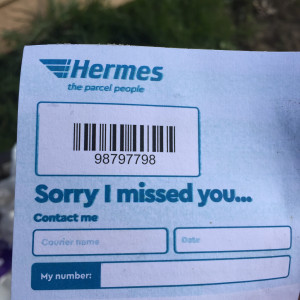 Hermes
the parcel people
98797798
Sorry I missed you...
Contact me
Courier name
Date
My number: